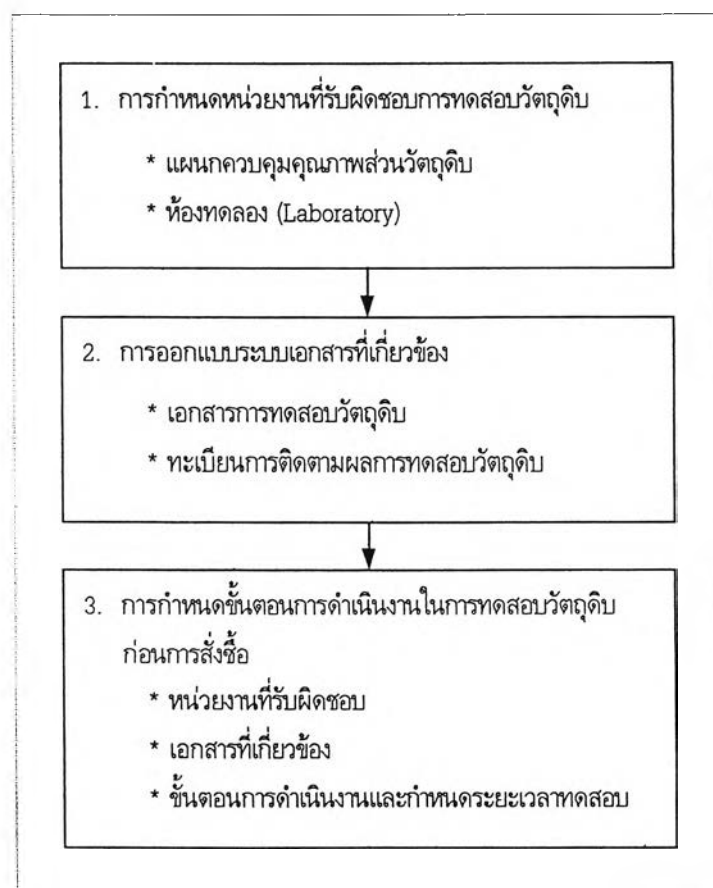 1. การกำหนดหน่วยงานที่รับผิดชอบการทดสอบวัตถุดิบ
* แผนกควบคุมคุณภาพส่วนวัตถุดิบ
* ห้องทดลอง (Laboratory)
2. การออกแบบระบบเอกสารที่เกี่ยวข้อง
* เอกสารการทดสอบวัตถุดิบ
* ทะเบียนการติดตามผลการทดสอบวัตถุดิบ
3. การกำหนดขั้นตอนการดำเนินงานในการทดสอบวัตถุดิบ
ก่อนการสั่งซื้อ
* หน่วยงานที่รับผิดชอบ
* เอกสารที่เกี่ยวข้อง
* ขั้นตอนการดำเนินงานและกำหนดระยะเวลาทดสอบ